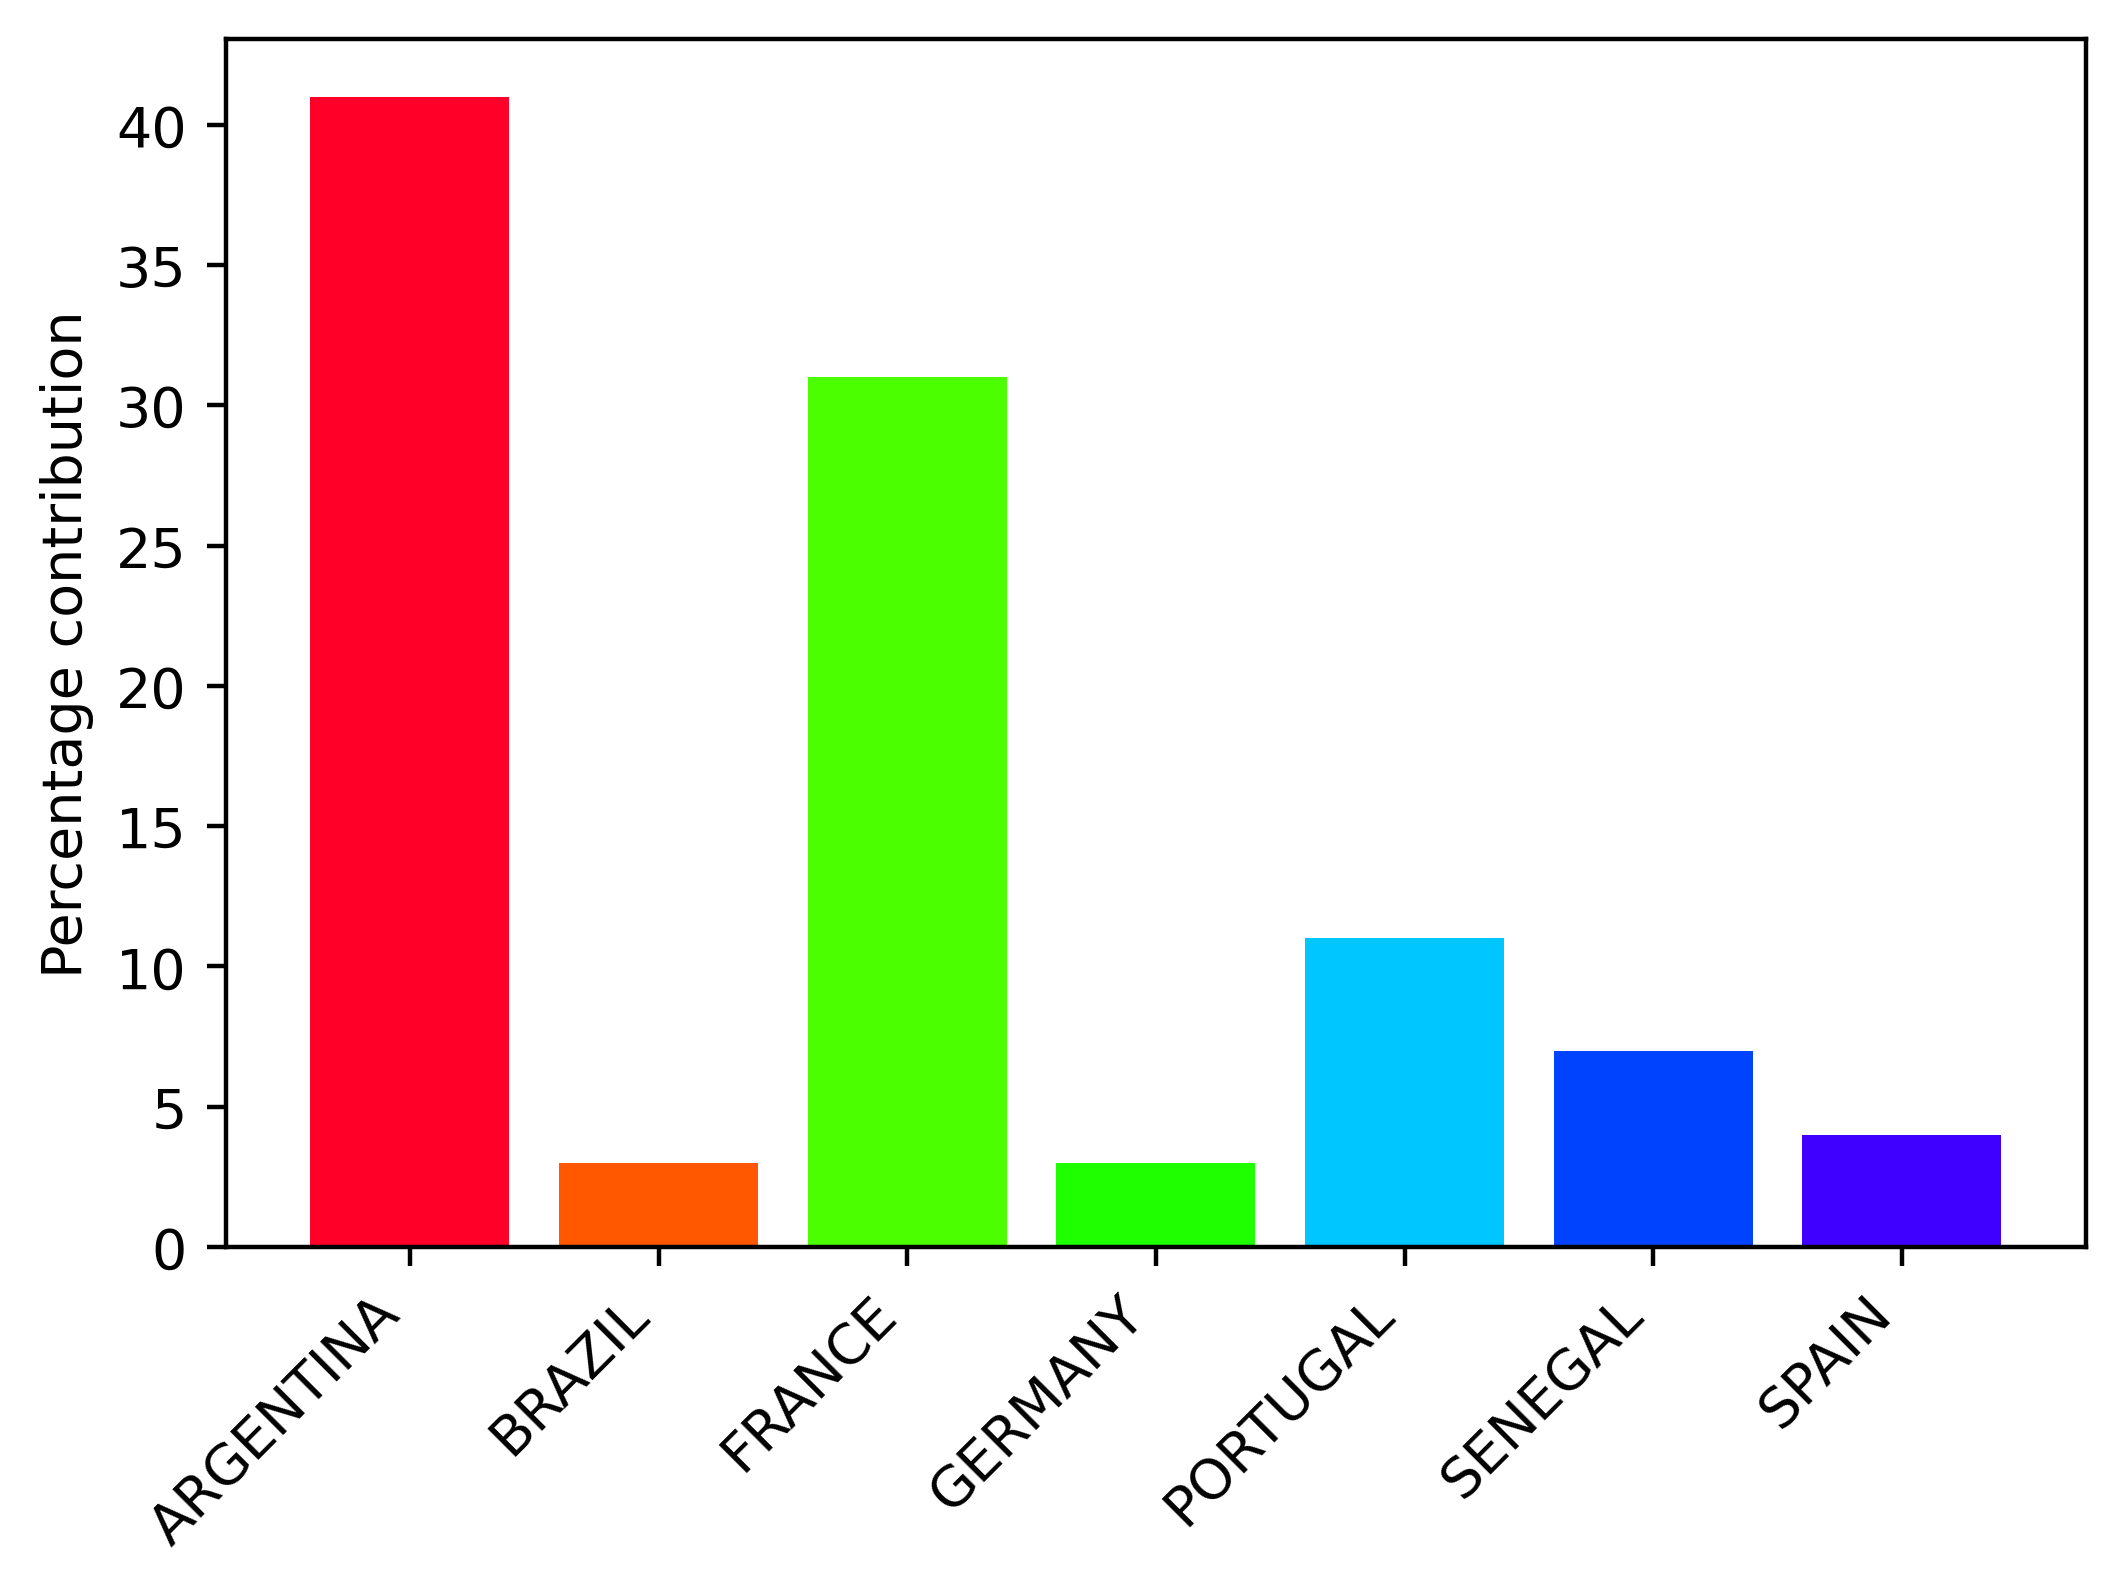 Percentage contribution
40
35
30
25
20
15
10
5
0
ARGENTINA
BRAZIL
FRANCE
GERMANY
PORTUGAL
SENEGAL
SPAIN